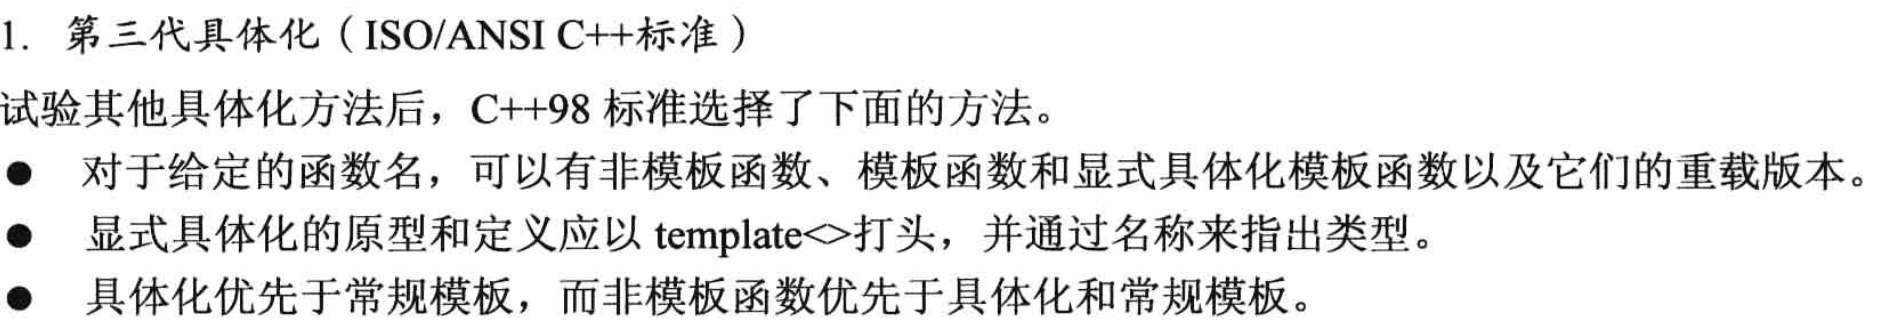 1. 第三代具体化（ISO/ANSI C++标准）
试验其他具体化方法后，C++98 标准选择了下面的方法。
● 对于给定的函数名，可以有非模板函数、模板函数和显式具体化模板函数以及它们的重载版本。
● 显式具体化的原型和定义应以 template<>打头，并通过名称来指出类型。
● 具体化优先于常规模板，而非模板函数优先于具体化和常规模板。